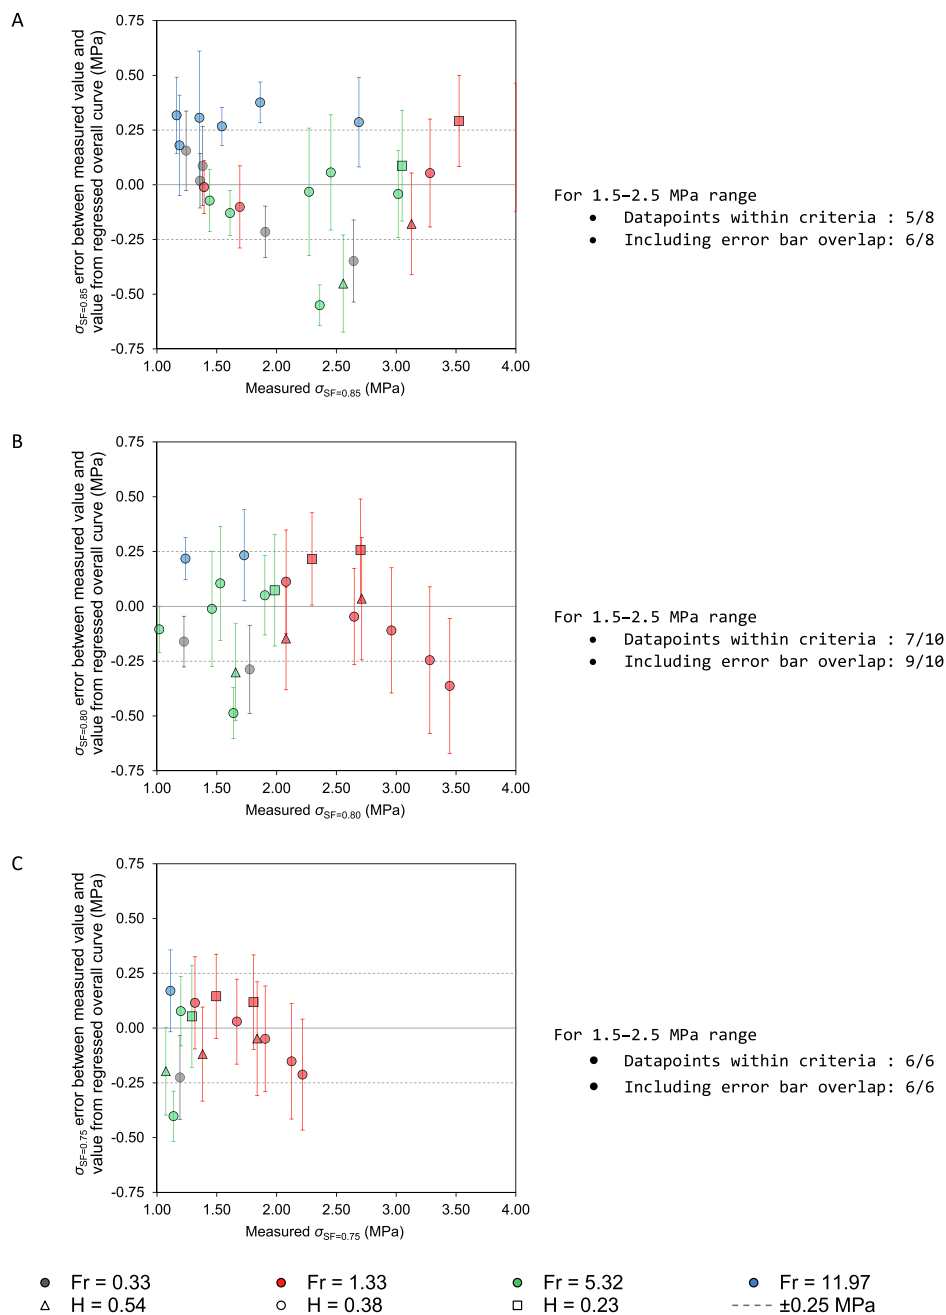 A
σSF=0.85 error between measured value and
value from regressed overall curve (MPa)
0.75
0.50
0.25
0.00
-0.25
-0.50
-0.75
1.00 1.50 2.00 2.50 3.00 3.50 4.00
Measured σSF=0.85 (MPa)
For 1.5–2.5 MPa range
• Datapoints within criteria : 5/8
• Including error bar overlap: 6/8
B
σSF=0.80 error between measured value and
value from regressed overall curve (MPa)
0.75
0.50
0.25
0.00
-0.25
-0.50
-0.75
1.00 1.50 2.00 2.50 3.00 3.50 4.00
Measured σSF=0.80 (MPa)
For 1.5–2.5 MPa range
• Datapoints within criteria : 7/10
• Including error bar overlap: 9/10
C
σSF=0.75 error between measured value and
value from regressed overall curve (MPa)
0.75
0.50
0.25
0.00
-0.25
-0.50
-0.75
1.00 1.50 2.00 2.50 3.00 3.50 4.00
Measured σSF=0.75 (MPa)
For 1.5–2.5 MPa range
• Datapoints within criteria : 6/6
• Including error bar overlap: 6/6
Fr = 0.33 Fr = 1.33 Fr = 5.32 Fr = 11.97
H = 0.54 H = 0.38 H = 0.23 ±0.25 MPa